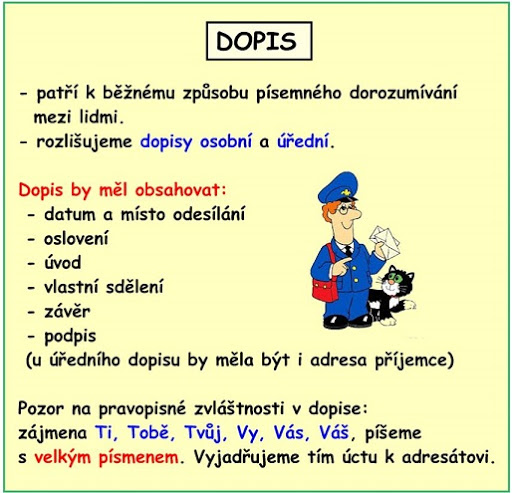 DOPIS
- patří k běžnému způsobu písemného dorozumívání
mezi lidmi.
- rozlišujeme dopisy osobní a úřední.
Dopis by měl obsahovat:
- datum a místo odesílání
- oslovení
- úvod
- vlastní sdělení
- závěr
- podpis
(u úředního dopisu by měla být i adresa příjemce)
Pozor na pravopisné zvláštnosti v dopise:
zájmena Ti, Tobě, Tvůj, Vy, Vás, Váš, píšeme
s velkým písmenem. Vyjadřujeme tím úctu k adresátovi.